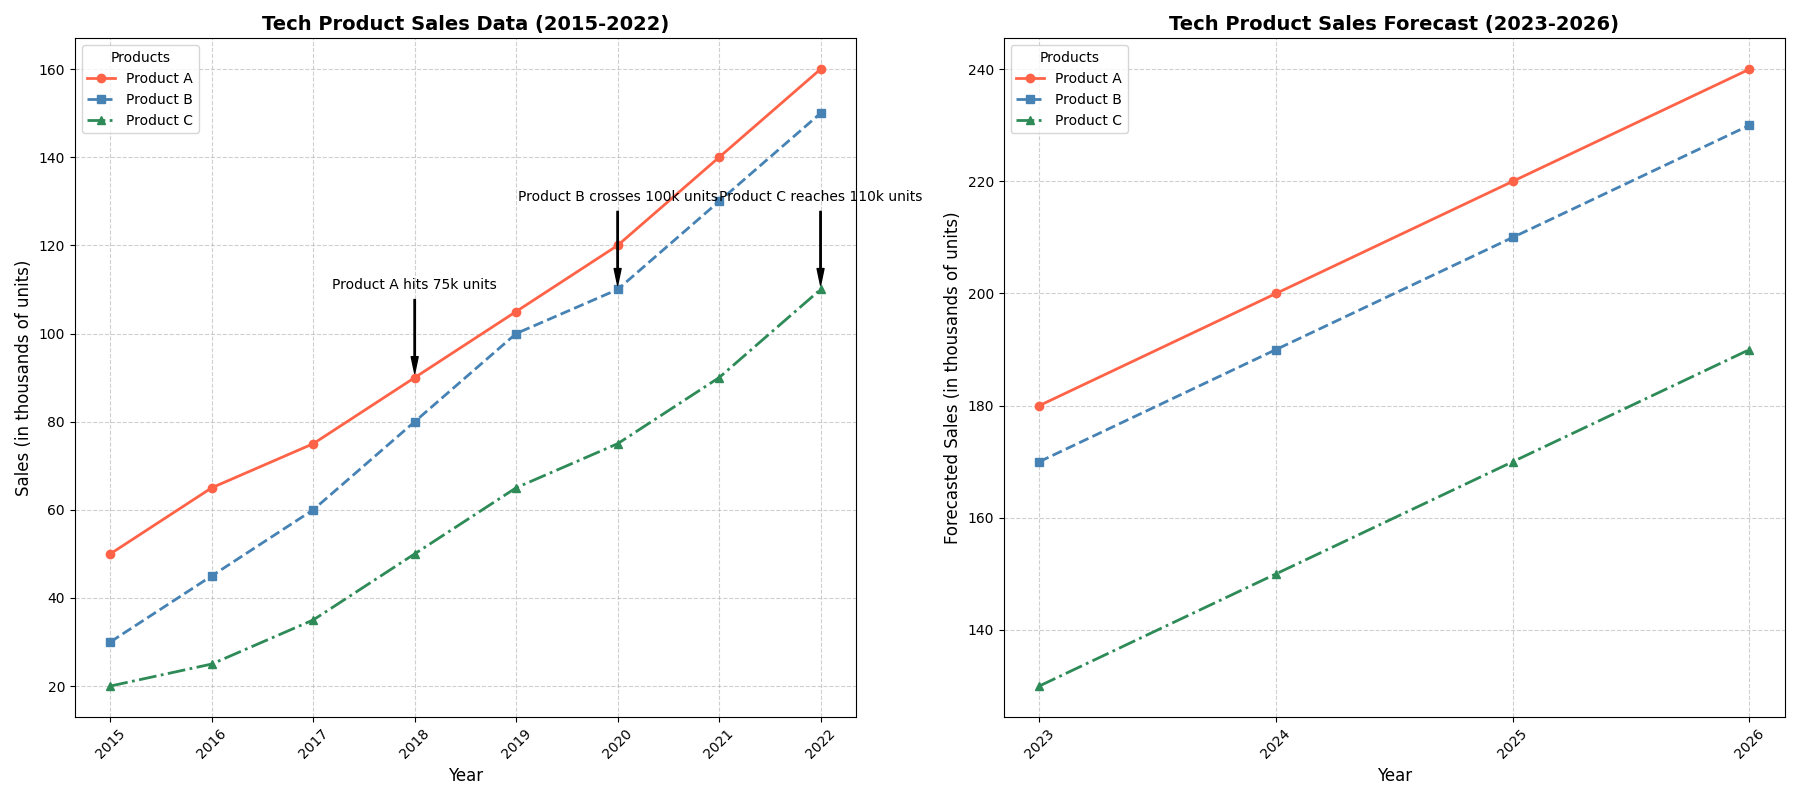 Tech Product Sales Data (2015-2022)
Products
Product A
Product B
Product C
160
140
120
100
80
60
40
20
Sales (in thousands of units)
Product A hits 75k units
Product B crosses 100k units
Product C reaches 110k units
2015
2016
2017
2018
2019
2020
2021
2022
Year
Tech Product Sales Forecast (2023-2026)
Products
Product A
Product B
Product C
240
220
200
180
160
140
Forecasted Sales (in thousands of units)
2023
2024
2025
2026
Year